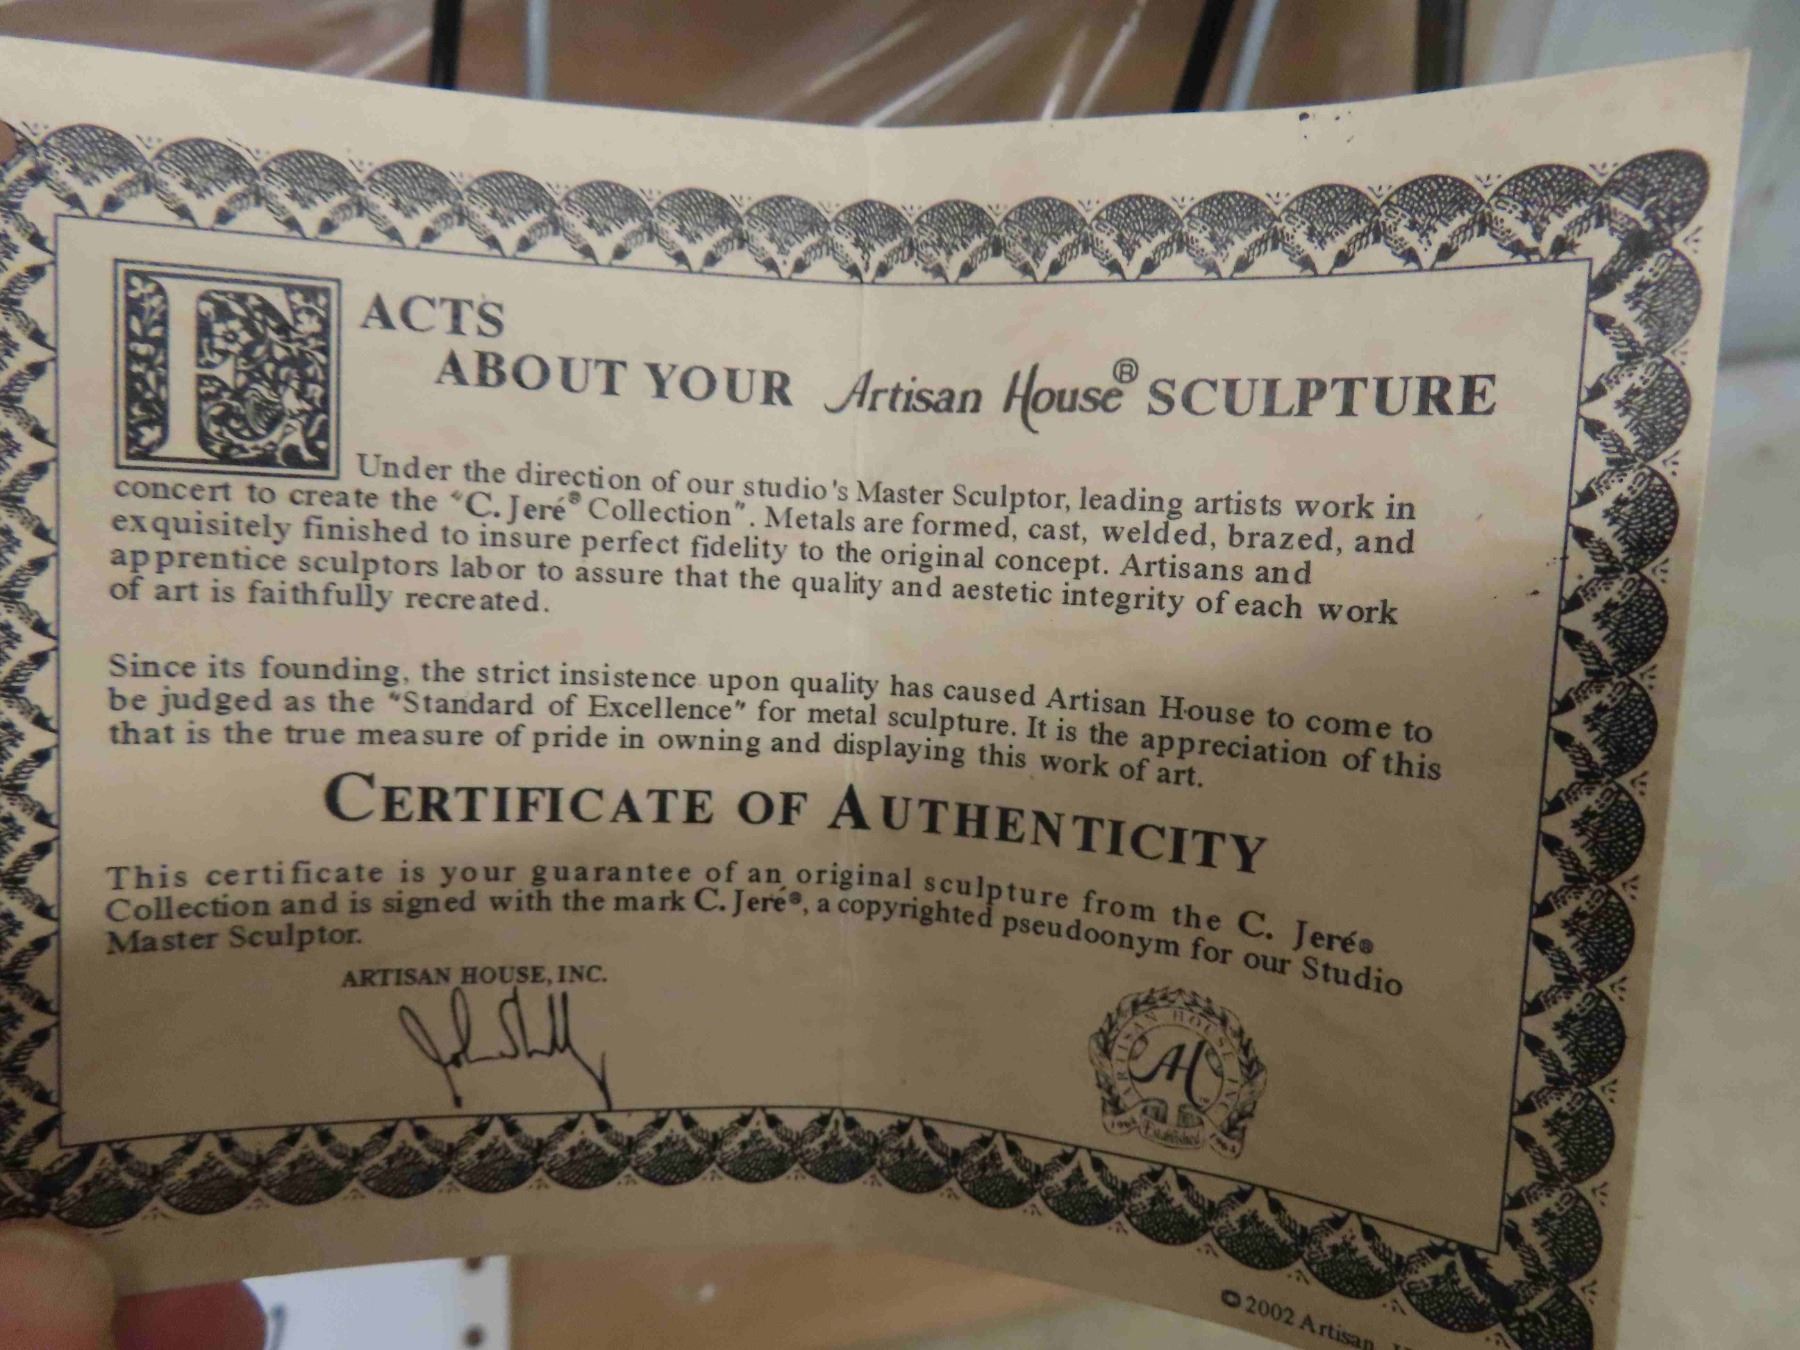 FACTS
ABOUT YOUR Artisan House® SCULPTURE
Under the direction of our studio's Master Sculptor, leading artists work in
concert to create the "C. Jeré® Collection". Metals are formed, cast, welded, brazed, and
exquisitely finished to insure perfect fidelity to the original concept. Artisans and
apprentice sculptors labor to assure that the quality and aestetic integrity of each work
of art is faithfully recreated.
Since its founding, the strict insistence upon quality has caused Artisan House to come to
be judged as the "Standard of Excellence" for metal sculpture. It is the appreciation of this
that is the true measure of pride in owning and displaying this work of art.
CERTIFICATE OF AUTHENTICITY
This certificate is your guarantee of an original sculpture from the C. Jeré®
Collection and is signed with the mark C. Jeré®, a copyrighted pseudoonym for our Studio
Master Sculptor.
ARTISAN HOUSE, INC.
ARTISAN HOUSE INC
AH
Established
1964
© 2002 Artisan